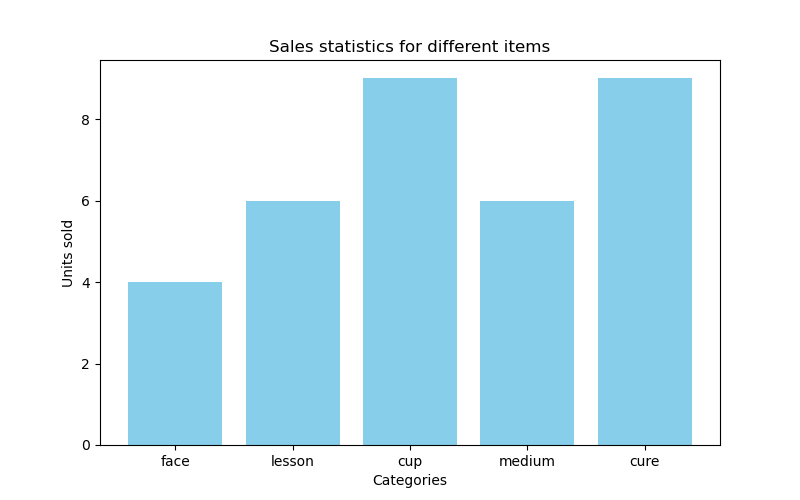 Sales statistics for different items
Units sold
8
6
4
2
0
face lesson cup medium cure
Categories